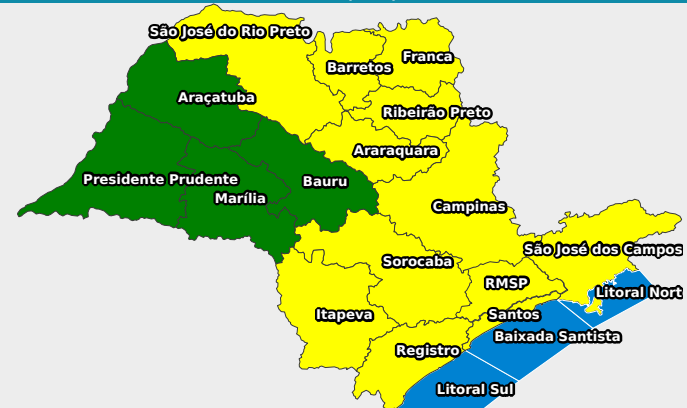 São José do Rio Preto
Franca
Barretos
Araçatuba
Ribeirão Preto
Araraquara
Presidente Prudente
Bauru
Marília
Campinas
São José dos Campos
Sorocaba
RMSP
Litoral Nort
Itapeva
Santos
Baixada Santista
Registro
Litoral Sul